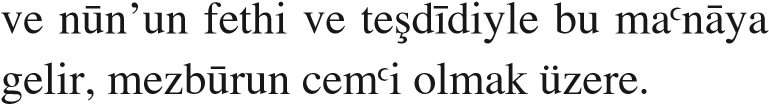 ve nūn’un fethi ve teşdīdiyle bu maʿnāya
gelir, mezbūrun cemʿi olmak üzere.